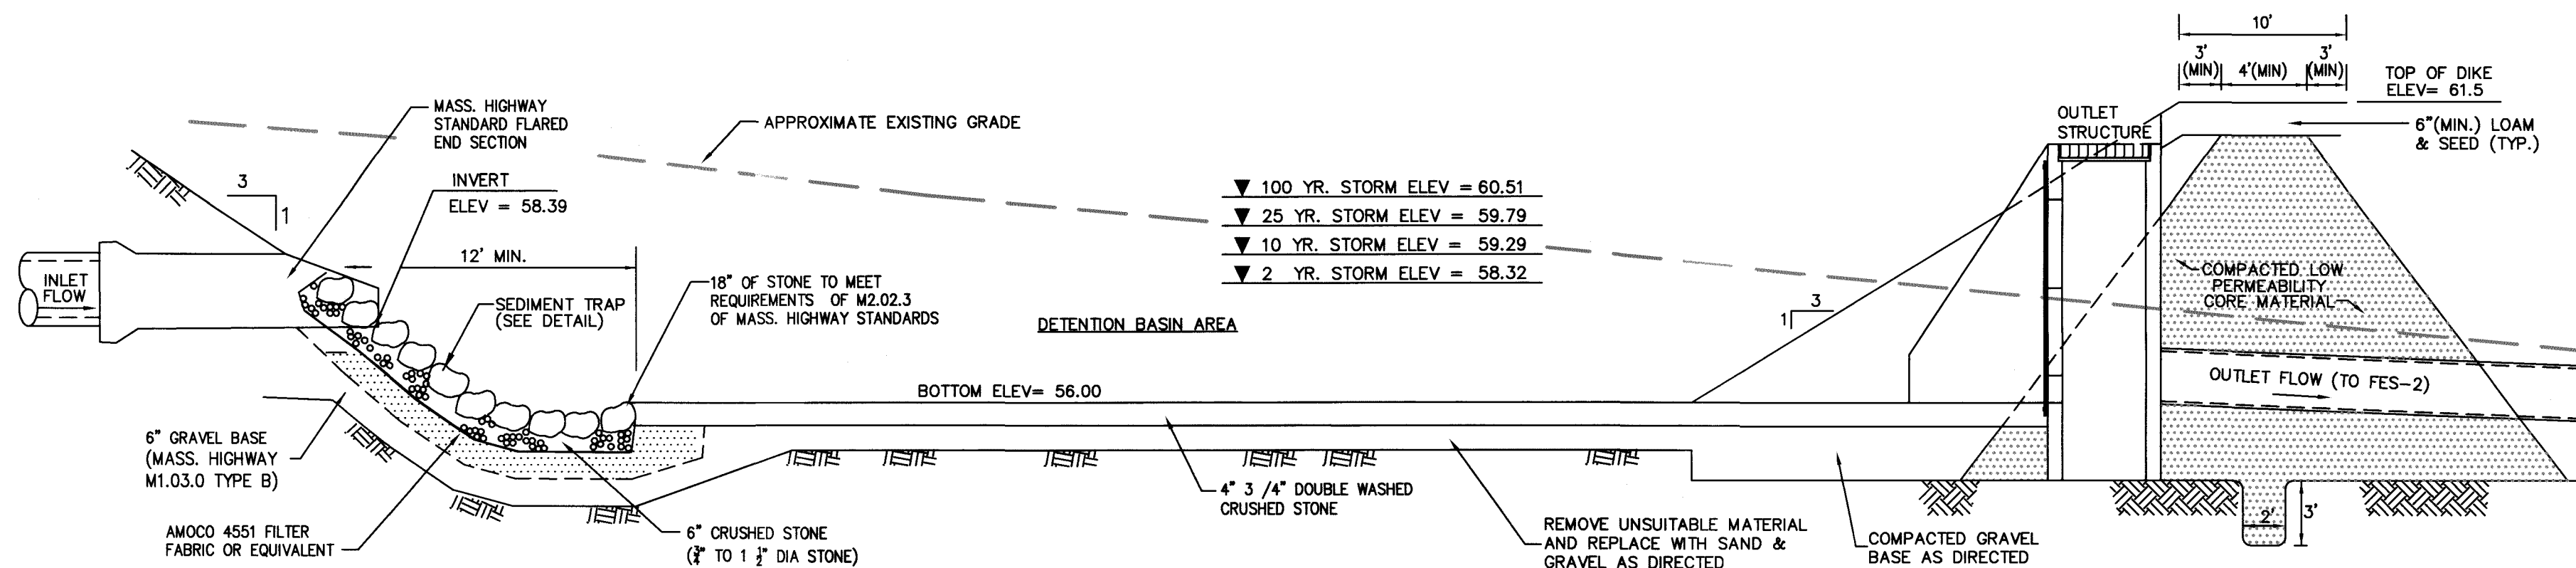 10'
3'
(MIN)
4'(MIN)
3'
(MIN)
TOP OF DIKE
ELEV= 61.5
6"(MIN.) LOAM
& SEED (TYP.)
OUTLET
STRUCTURE
MASS. HIGHWAY
STANDARD FLARED
END SECTION
APPROXIMATE EXISTING GRADE
3
1
INVERT
ELEV = 58.39
100 YR. STORM ELEV = 60.51
25 YR. STORM ELEV = 59.79
10 YR. STORM ELEV = 59.29
2 YR. STORM ELEV = 58.32
12' MIN.
INLET
FLOW
18" OF STONE TO MEET
REQUIREMENTS OF M2.02.3
OF MASS. HIGHWAY STANDARDS
SEDIMENT TRAP
(SEE DETAIL)
DETENTION BASIN AREA
3
1
COMPACTED LOW
PERMEABILITY
CORE MATERIAL
OUTLET FLOW (TO FES-2)
BOTTOM ELEV= 56.00
6" GRAVEL BASE
(MASS. HIGHWAY
M1.03.0 TYPE B)
AMOCO 4551 FILTER
FABRIC OR EQUIVALENT
6" CRUSHED STONE
(3/4" TO 1 1/2" DIA STONE)
4" 3 /4" DOUBLE WASHED
CRUSHED STONE
REMOVE UNSUITABLE MATERIAL
AND REPLACE WITH SAND &
GRAVEL AS DIRECTED
COMPACTED GRAVEL
BASE AS DIRECTED
2'
3'